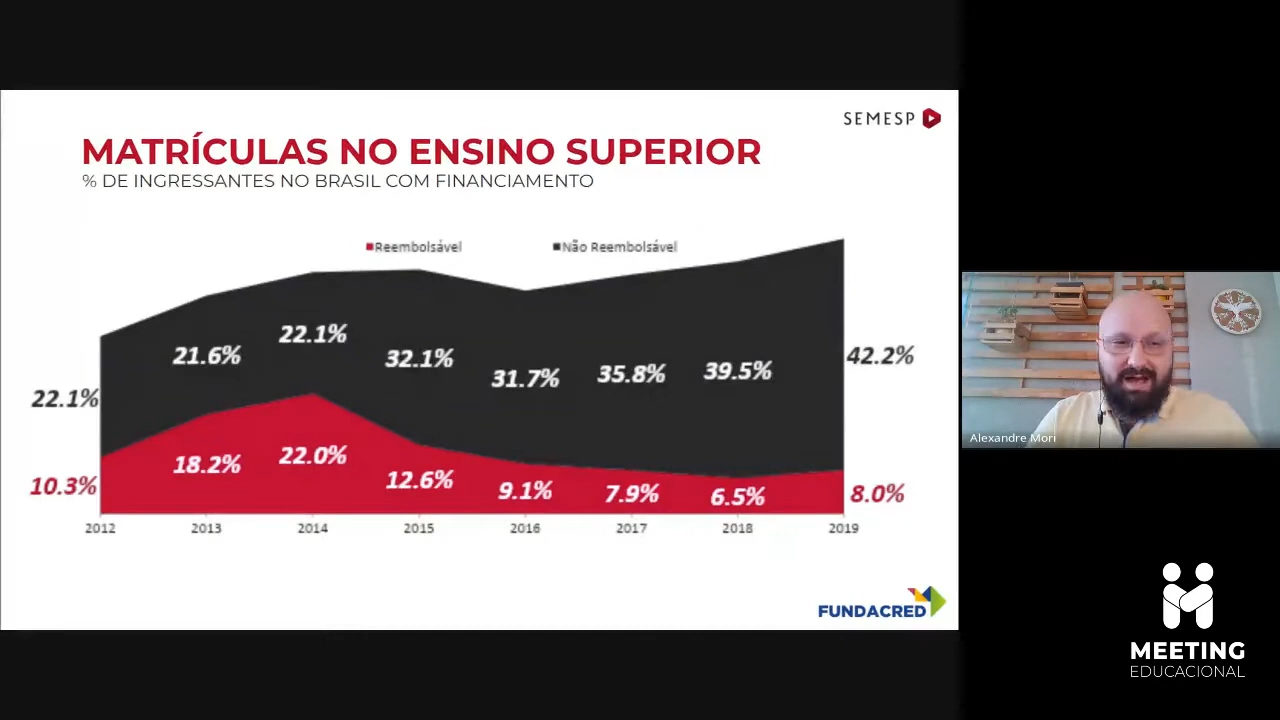 SEMESP
MATRÍCULAS NO ENSINO SUPERIOR
% DE INGRESSANTES NO BRASIL COM FINANCIAMENTO
Reembolsável Não Reembolsável
22.1% 21.6% 22.1% 32.1% 31.7% 35.8% 39.5% 42.2%
10.3% 18.2% 22.0% 12.6% 9.1% 7.9% 6.5% 8.0%
2012 2013 2014 2015 2016 2017 2018 2019
FUNDACRED
Alexandre Mori
MEETING
EDUCACIONAL